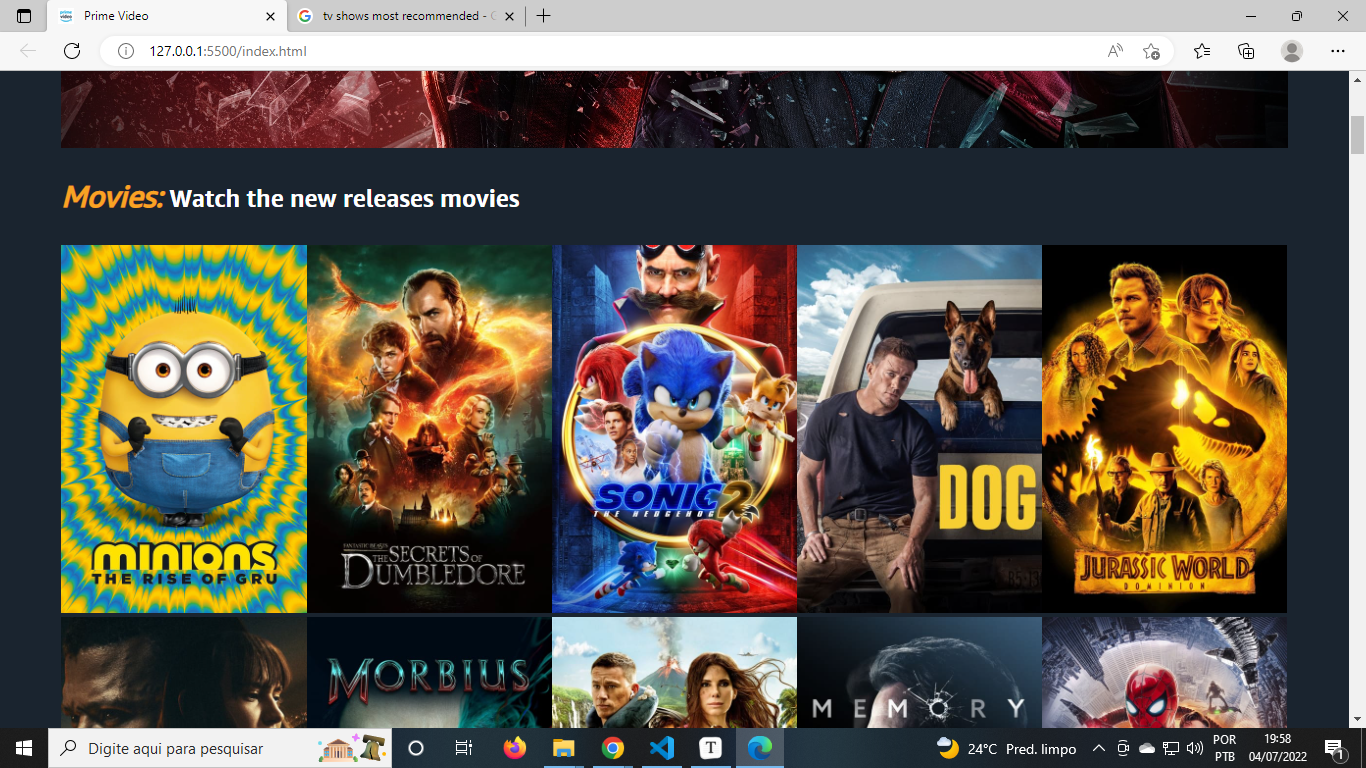 Prime Video
tv shows most recommended - G
127.0.0.1:5500/index.html
Movies: Watch the new releases movies
MINIONS
THE RISE OF GRU
FANTASTIC BEASTS
THE SECRETS OF
DUMBLEDORE
SONIC 2
THE HEDGEHOG
DOG
JURASSIC WORLD
DOMINION
MORBIUS
MEMORY
Digite aqui para pesquisar
24°C Pred. limpo
POR
PTB
19:58
04/07/2022
1